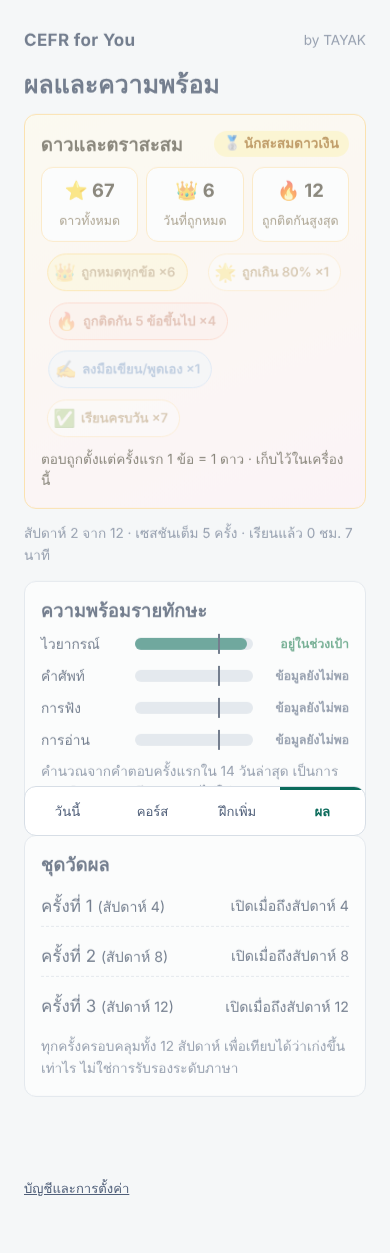 CEFR for You
by TAYAK
ผลและความพร้อม
ดาวและตราสะสม
🥈 นักสะสมดาวเงิน
⭐ 67
👑 6
🔥 12
ดาวทั้งหมด
วันที่ถูกหมด
ถูกติดกันสูงสุด
👑 ถูกหมดทุกข้อ ×6
🌟 ถูกเกิน 80% ×1
🔥 ถูกติดกัน 5 ข้อขึ้นไป ×4
✍️ ลงมือเขียน/พูดเอง ×1
✅ เรียนครบวัน ×7
ตอบถูกตั้งแต่ครั้งแรก 1 ข้อ = 1 ดาว · เก็บไว้ในเครื่อง
นี้
สัปดาห์ 2 จาก 12 · เซสชันเต็ม 5 ครั้ง · เรียนแล้ว 0 ชม. 7
นาที
ความพร้อมรายทักษะ
ไวยากรณ์
อยู่ในช่วงเป้า
คำศัพท์
ข้อมูลยังไม่พอ
การฟัง
ข้อมูลยังไม่พอ
การอ่าน
ข้อมูลยังไม่พอ
คำนวณจากคำตอบครั้งแรกใน 14 วันล่าสุด เป็นการ
วันนี้
คอร์ส
ฝึกเพิ่ม
ผล
ชุดวัดผล
ครั้งที่ 1 (สัปดาห์ 4)
เปิดเมื่อถึงสัปดาห์ 4
ครั้งที่ 2 (สัปดาห์ 8)
เปิดเมื่อถึงสัปดาห์ 8
ครั้งที่ 3 (สัปดาห์ 12)
เปิดเมื่อถึงสัปดาห์ 12
ทุกครั้งครอบคลุมทั้ง 12 สัปดาห์ เพื่อเทียบได้ว่าเก่งขึ้น
เท่าไร ไม่ใช่การรับรองระดับภาษา
บัญชีและการตั้งค่า